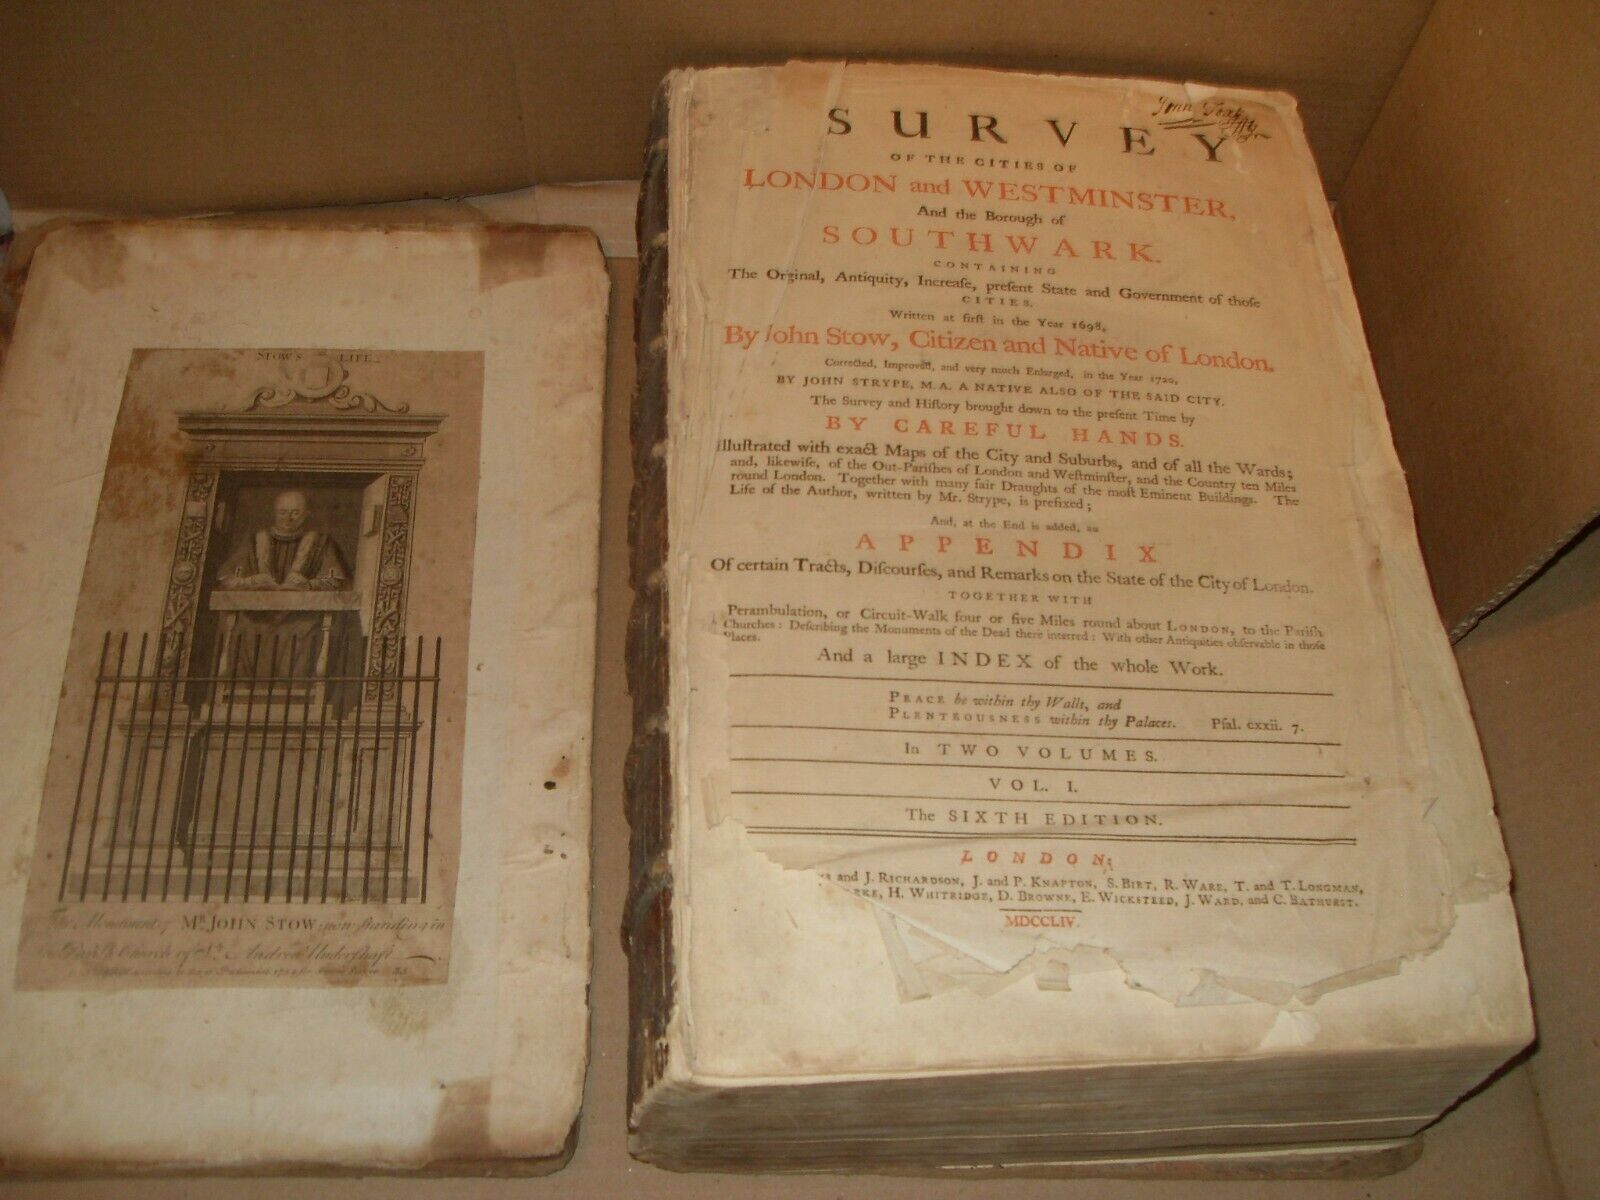 STOW'S LIFE.
The Monument of MR. JOHN STOW: now standing in
Parish Church of St. Andrew Undershaft
John
SURVEY
OF THE CITIES OF
LONDON and WESTMINSTER,
And the Borough of
SOUTHWARK.
CONTAINING
The Orginal, Antiquity, Increaſe, preſent State and Government of thoſe
CITIES.
Written at firſt in the Year 1698,
By John Stow, Citizen and Native of London.
Corrected, Improved, and very much Enlarged, in the Year 1720,
BY JOHN STRYPE, M.A. A NATIVE ALSO OF THE SAID CITY.
The Survey and Hiſtory brought down to the preſent Time by
BY CAREFUL HANDS.
Illuſtrated with exact Maps of the City and Suburbs, and of all the Wards;
and, likewiſe, of the Out-Pariſhes of London and Weſtminſter, and the Country ten Miles
round London. Together with many fair Draughts of the moſt Eminent Buildings. The
Life of the Author, written by Mr. Strype, is prefixed;
And, at the End is added, an
APPENDIX
Of certain Tracts, Diſcourſes, and Remarks on the State of the City of London.
TOGETHER WITH
Perambulation, or Circuit-Walk four or five Miles round about LONDON, to the Pariſh
Churches: Deſcribing the Monuments of the Dead there interred: With other Antiquities obſervable in thoſe
Places.
And a large INDEX of the whole Work.
PEACE be within thy Walls, and
PLENTEOUSNESS within thy Palaces. Pſal. cxxii. 7.
In TWO VOLUMES.
VOL. I.
The SIXTH EDITION.
LONDON:
and J. RICHARDSON, J. and P. KNAPTON, S. BIRT, R. WARE, T. and T. LONGMAN,
H. WHITRIDGE, D. BROWNE, E. WICKSTEED, J. WARD, and C. BATHURST.
MDCCLIV.